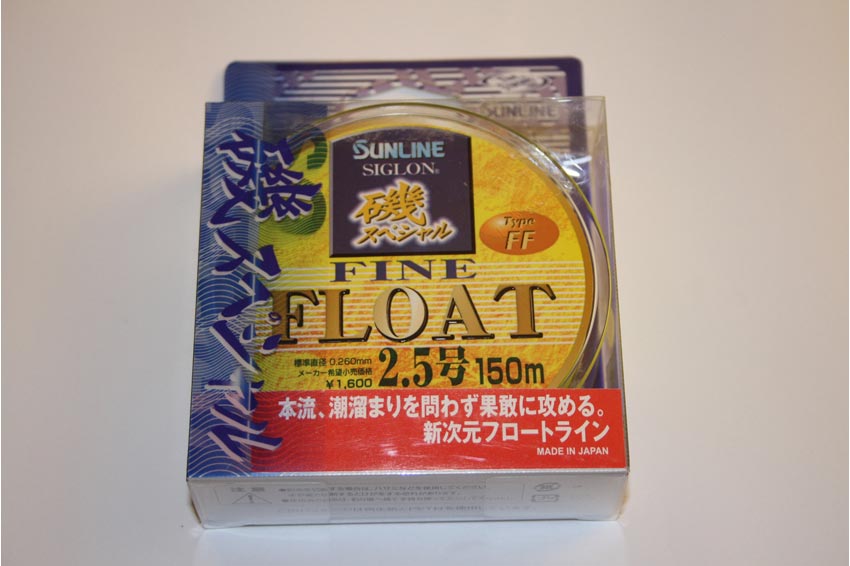 SUNLINE
SUNLINE
SIGLON®
磯
スペシャル
Type
FF
磯スペシャル
FINE
FLOAT
標準直径 0.260mm
メーカー希望小売価格
¥1,600
2.5号 150m
本流、潮溜まりを問わず果敢に攻める。
新次元フロートライン
MADE IN JAPAN
注意